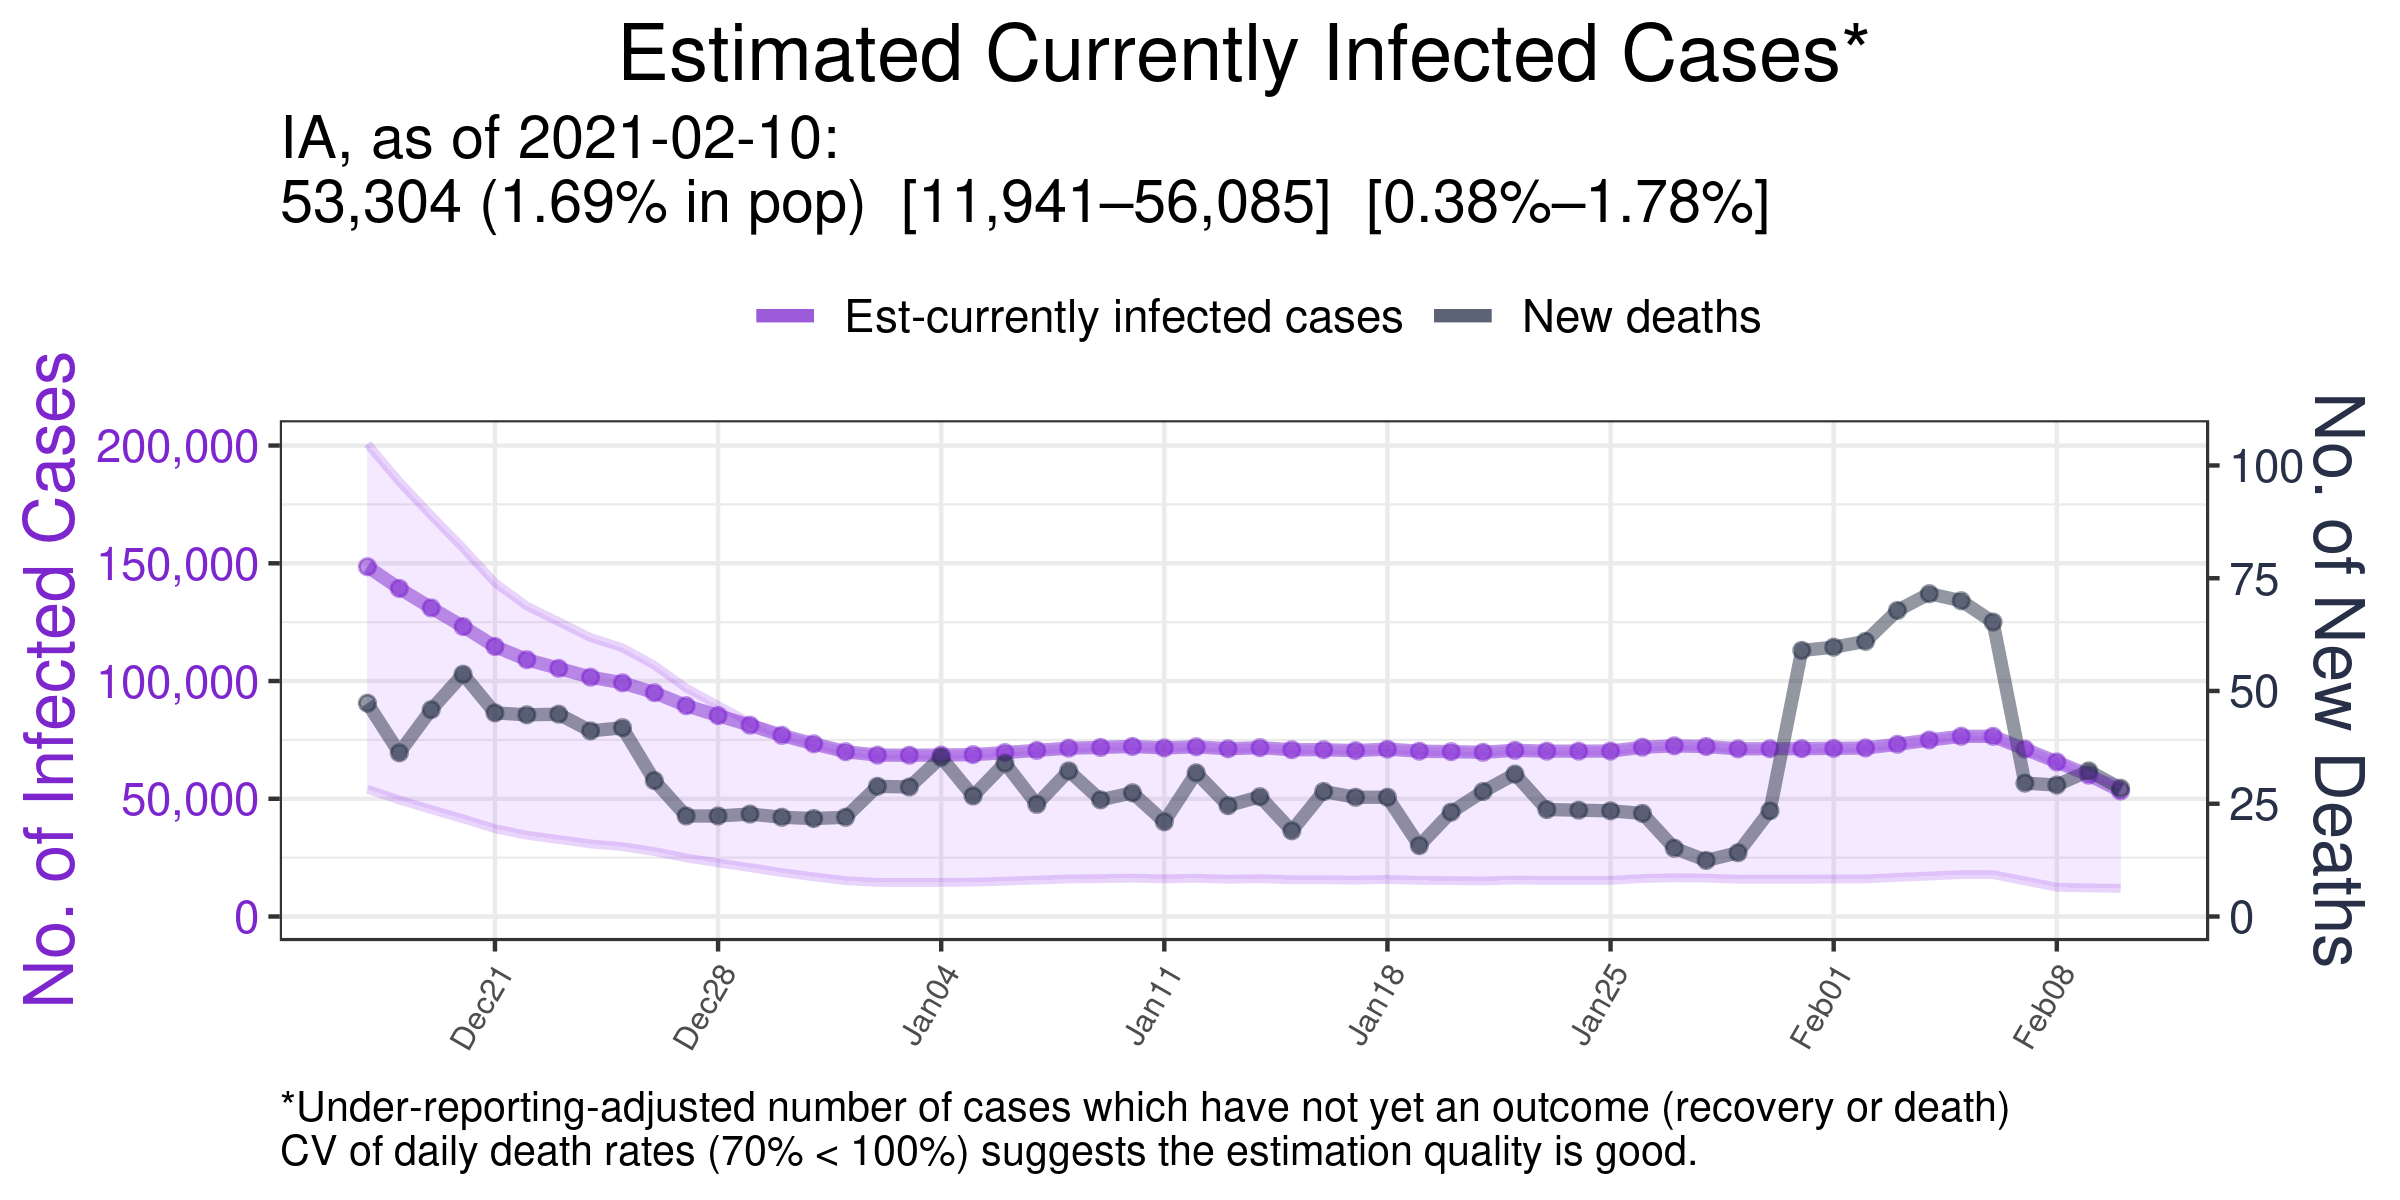 Estimated Currently Infected Cases*
IA, as of 2021-02-10:
53,304 (1.69% in pop)  [11,941–56,085]  [0.38%–1.78%]
Est-currently infected cases
New deaths
No. of Infected Cases
200,000
150,000
100,000
50,000
0
No. of New Deaths
100
75
50
25
0
Dec21
Dec28
Jan04
Jan11
Jan18
Jan25
Feb01
Feb08
*Under-reporting-adjusted number of cases which have not yet an outcome (recovery or death)
CV of daily death rates (70% < 100%) suggests the estimation quality is good.